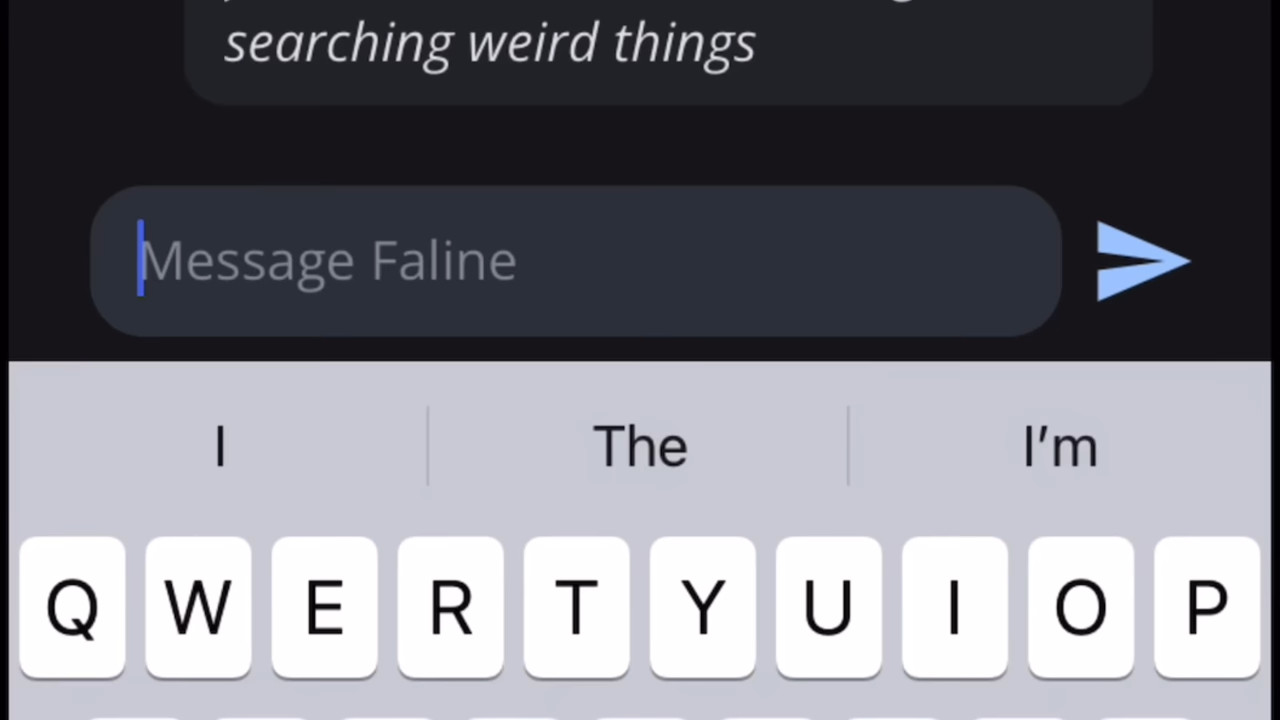 searching weird things
Message Faline
I The I'm
Q W E R T Y U I O P